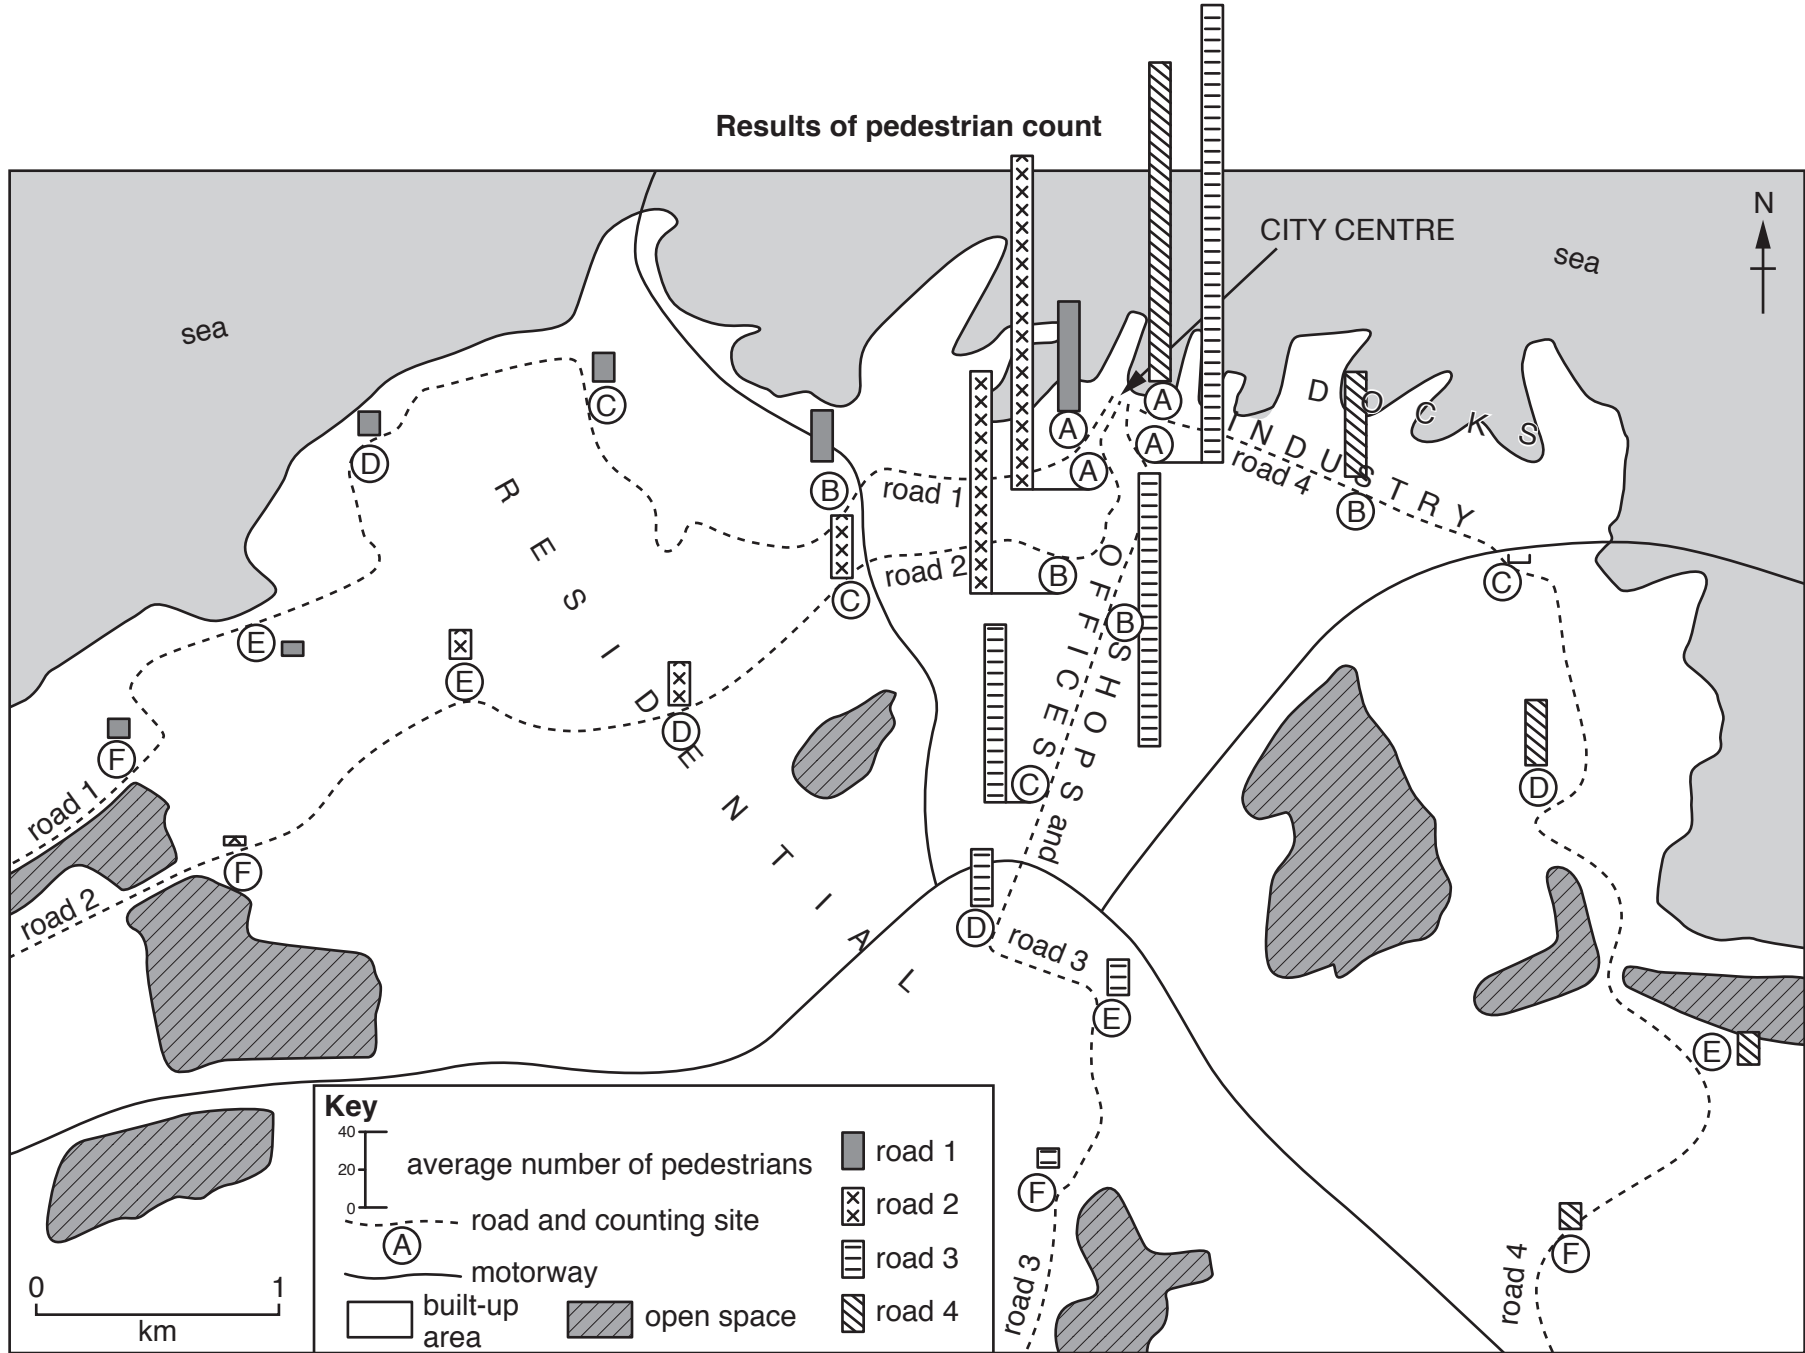 Results of pedestrian count
N
CITY CENTRE
sea
sea
DOCKS
INDUSTRY
road 4
A
A
A
A
B
C
D
B
road 1
road 2
B
C
B
C
RESIDENTIAL
OFFICES
SHOPS and
E
E
D
F
F
road 1
road 2
B
C
D
D
road 3
E
E
F
F
road 3
road 4
Key
40
20
0
average number of pedestrians
road and counting site
A
motorway
built-up
area
open space
road 1
road 2
road 3
road 4
0 1
km